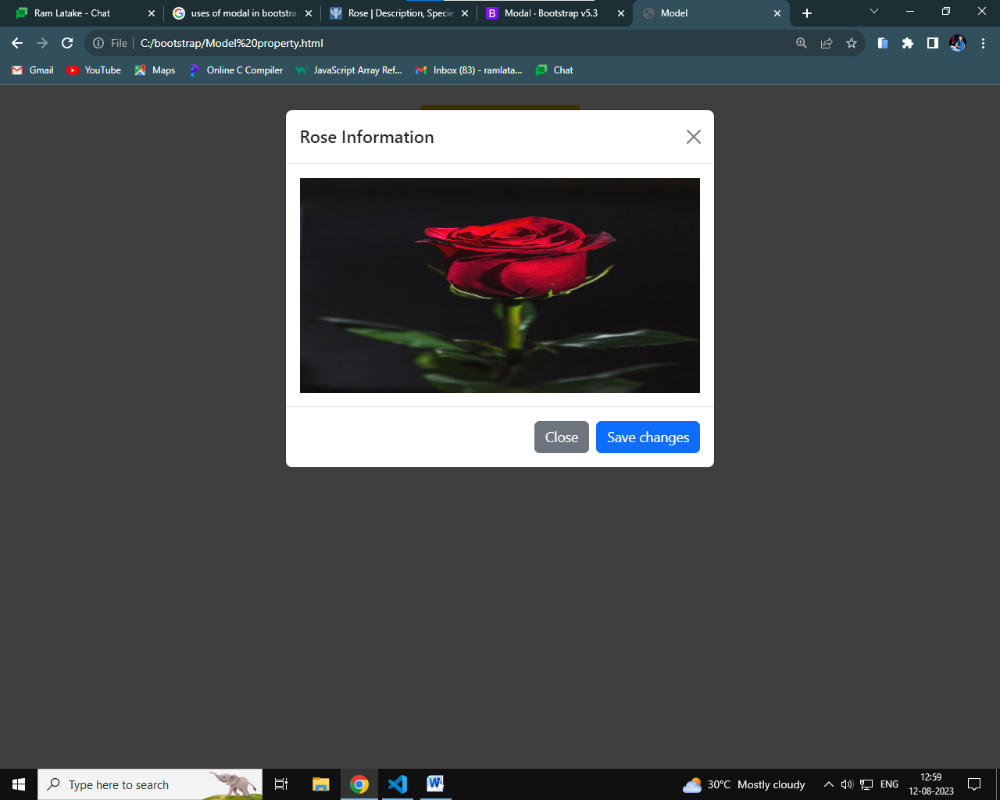 Ram Latake - Chat
uses of modal in bootstra
Rose | Description, Specie
Modal · Bootstrap v5.3
Model
File
C:/bootstrap/Model%20property.html
Gmail
YouTube
Maps
Online C Compiler
JavaScript Array Ref...
Inbox (83) - ramlata...
Chat
Rose Information
Close
Save changes
Type here to search
30°C Mostly cloudy
ENG
12:59
12-08-2023